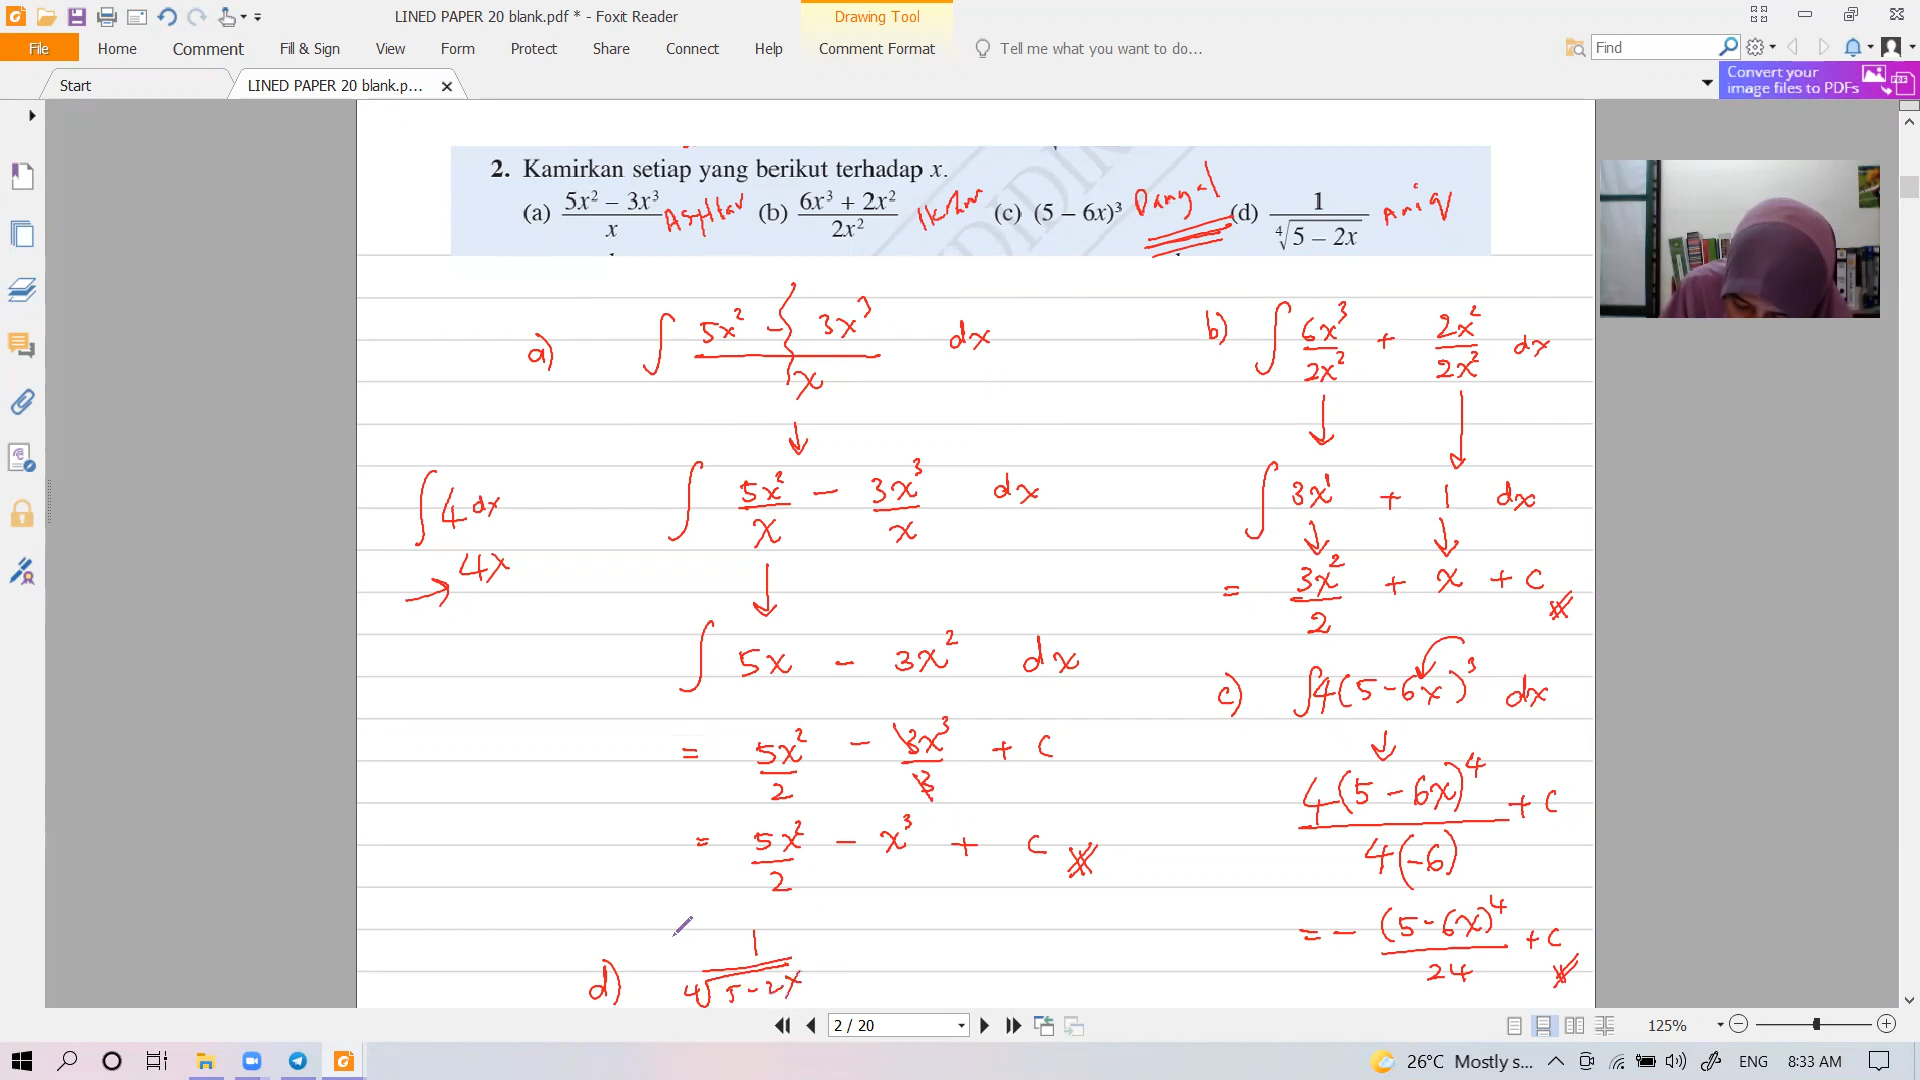 LINED PAPER 20 blank.pdf * - Foxit Reader
Drawing Tool
File Home Comment Fill & Sign View Form Protect Share Connect Help Comment Format Tell me what you want to do... Find
Start LINED PAPER 20 blank.p...
Convert your
image files to PDFs
2. Kamirkan setiap yang berikut terhadap x.
(a) (5x² − 3x³)/x (b) (6x³ + 2x²)/2x² (c) (5 − 6x)³ (d) 1/⁴√(5 − 2x) Aniq
a) ∫ (5x² − 3x³)/x dx
∫ 5x²/x − 3x³/x dx
∫ 4 dx
→ 4x
∫ 5x − 3x² dx
= 5x²/2 − 3x³/3 + c
= 5x²/2 − x³ + c
b) ∫ 6x³/2x² + 2x²/2x² dx
∫ 3x¹ + 1 dx
= 3x²/2 + x + c
c) ∫ 4(5−6x)³ dx
4(5−6x)⁴/4(−6) + c
= −(5−6x)⁴/24 + c
d) 1/⁴√(5−2x)
2 / 20
125%
26°C Mostly s... ENG 8:33 AM